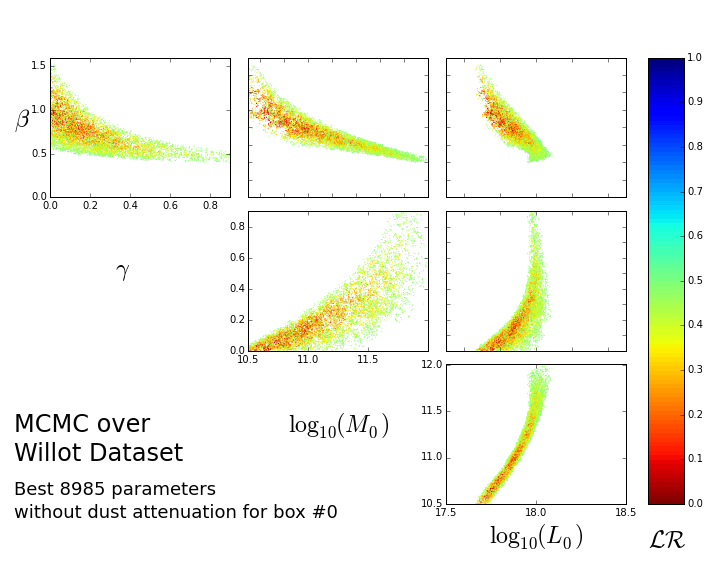 1.5
1.0
0.5
0.0
β
0.0 0.2 0.4 0.6 0.8
γ
0.8
0.6
0.4
0.2
0.0
10.5 11.0 11.5
log₁₀(M₀)
12.0
11.5
11.0
10.5
17.5 18.0 18.5
log₁₀(L₀)
1.0
0.9
0.8
0.7
0.6
0.5
0.4
0.3
0.2
0.1
0.0
ℒℛ
MCMC over
Willot Dataset
Best 8985 parameters
without dust attenuation for box #0